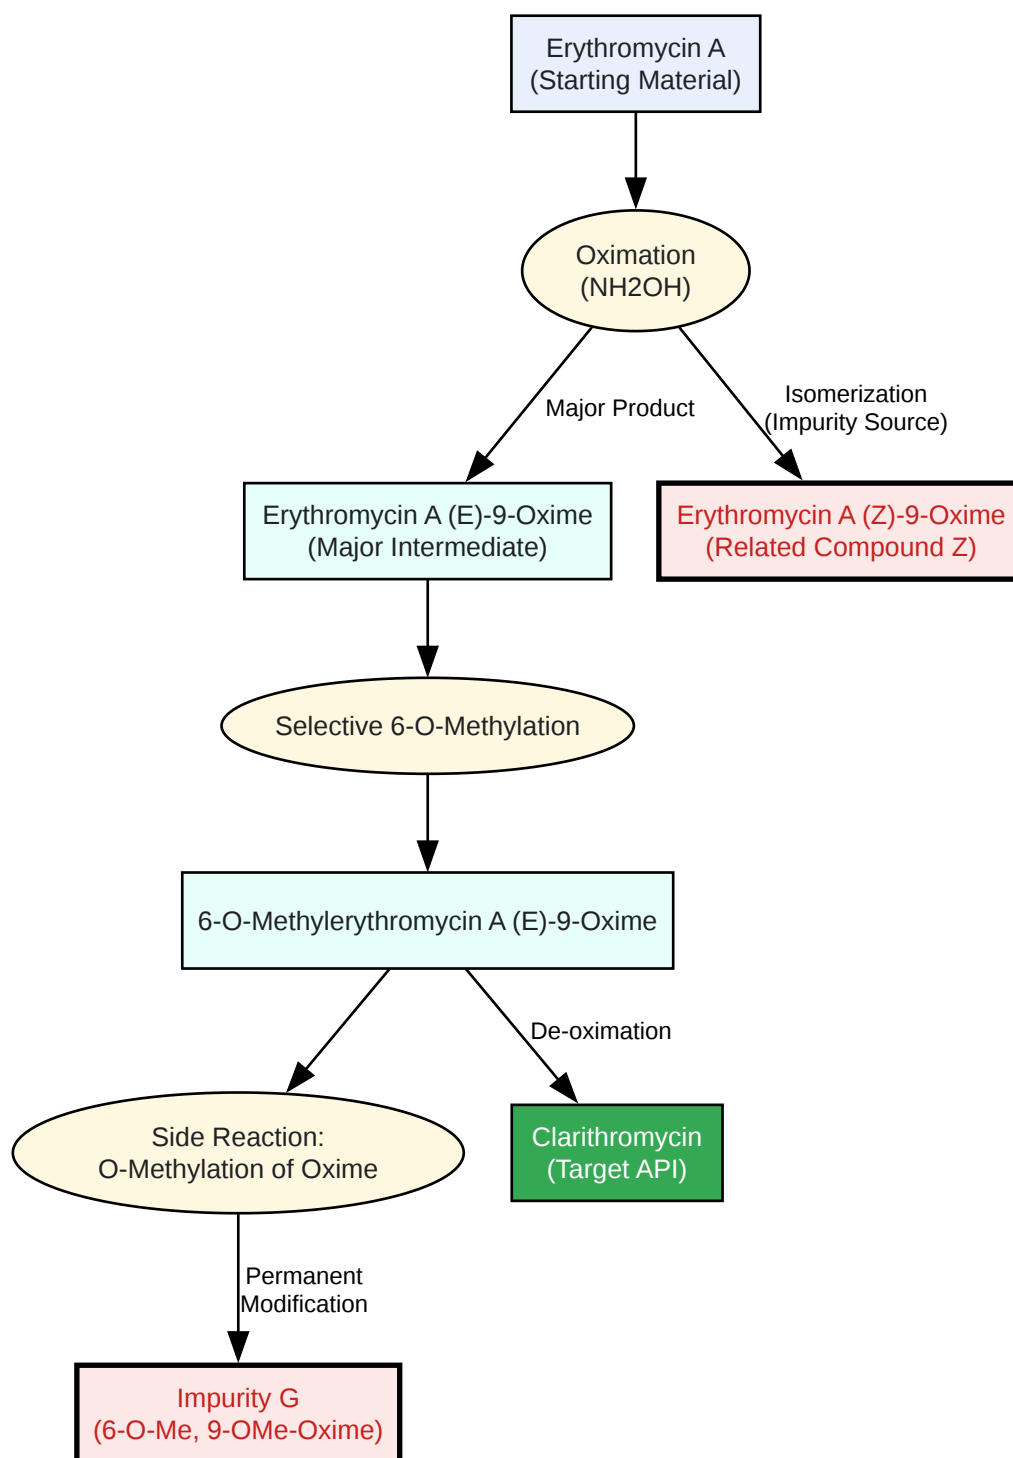 Erythromycin A
(Starting Material)
Oximation
(NH2OH)
Major Product
Isomerization
(Impurity Source)
Erythromycin A (E)-9-Oxime
(Major Intermediate)
Erythromycin A (Z)-9-Oxime
(Related Compound Z)
Selective 6-O-Methylation
6-O-Methylerythromycin A (E)-9-Oxime
De-oximation
Side Reaction:
O-Methylation of Oxime
Clarithromycin
(Target API)
Permanent
Modification
Impurity G
(6-O-Me, 9-OMe-Oxime)